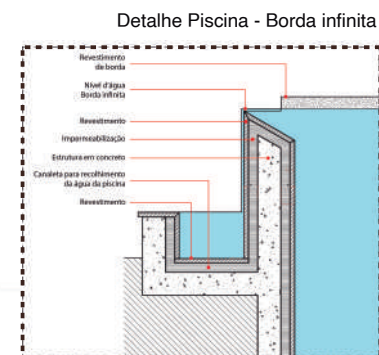 Detalhe Piscina - Borda infinita
Revestimento
de borda
Nível d'água
Borda infinita
Revestimento
Impermeabilização
Estrutura em concreto
Canaleta para recolhimento
da água da piscina
Revestimento